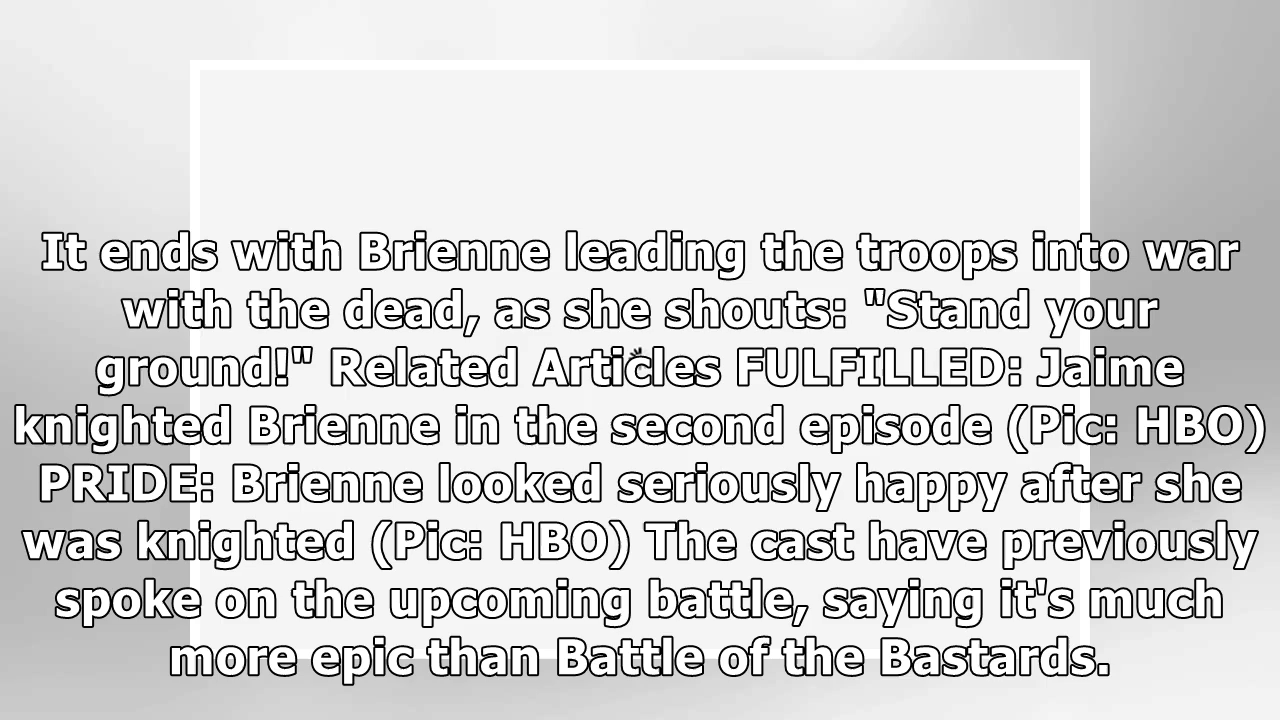 It ends with Brienne leading the troops into war
with the dead, as she shouts: "Stand your
ground!" Related Articles FULFILLED: Jaime
knighted Brienne in the second episode (Pic: HBO)
PRIDE: Brienne looked seriously happy after she
was knighted (Pic: HBO) The cast have previously
spoke on the upcoming battle, saying it's much
more epic than Battle of the Bastards.